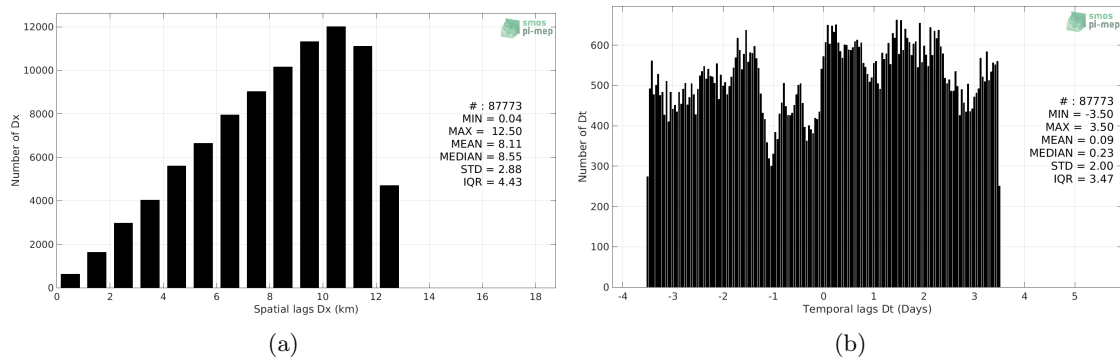 12000
10000
8000
6000
4000
2000
0
Number of Dx
0 2 4 6 8 10 12 14 16 18
Spatial lags Dx (km)
smos
pi-mep
# : 87773
MIN = 0.04
MAX = 12.50
MEAN = 8.11
MEDIAN = 8.55
STD = 2.88
IQR = 4.43
(a)
600
500
400
300
200
100
0
Number of Dt
-4 -3 -2 -1 0 1 2 3 4 5
Temporal lags Dt (Days)
smos
pi-mep
# : 87773
MIN = -3.50
MAX = 3.50
MEAN = 0.09
MEDIAN = 0.23
STD = 2.00
IQR = 3.47
(b)